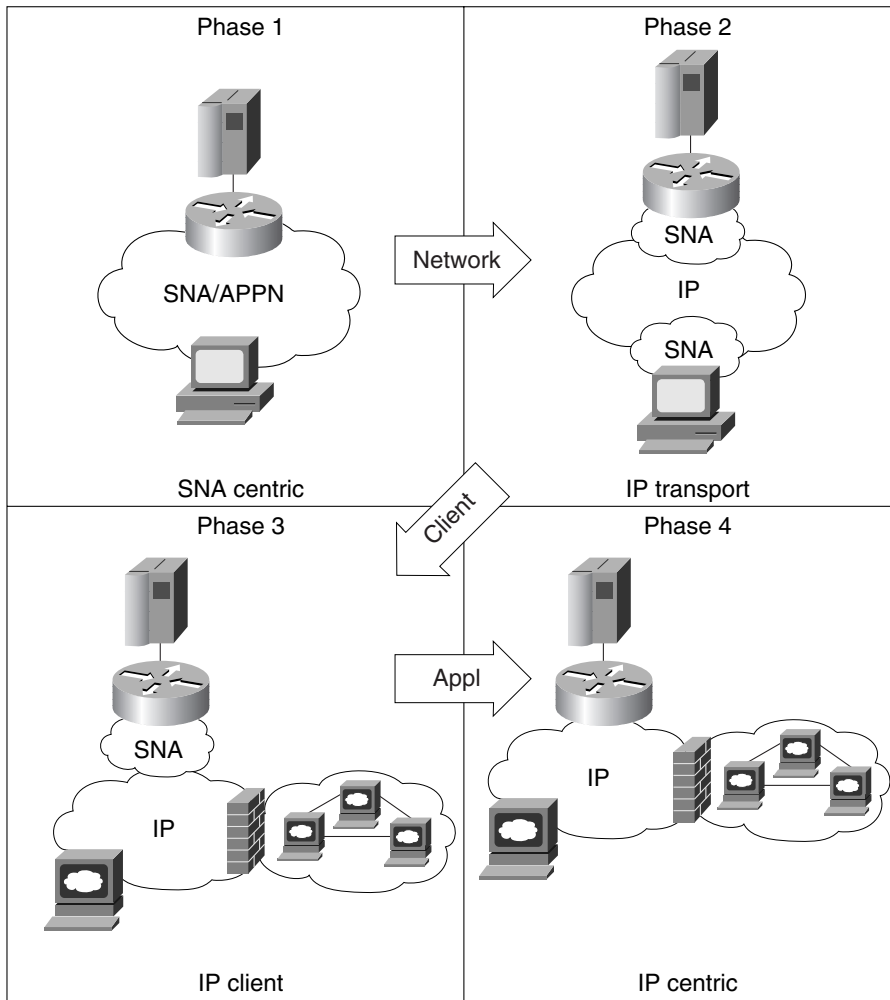 Phase 1
SNA/APPN
SNA centric
Network
Phase 2
SNA
IP
SNA
IP transport
Client
Phase 3
SNA
IP
IP client
Appl
Phase 4
IP
IP centric